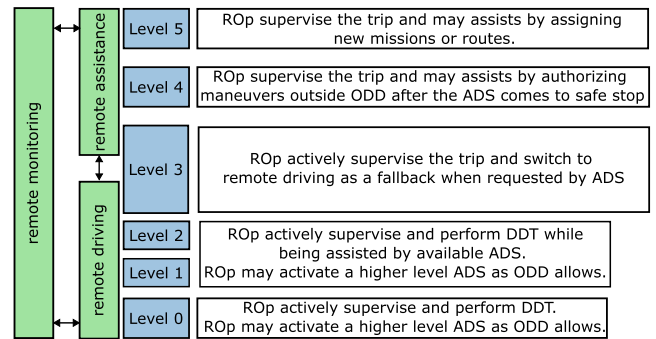 remote monitoring
remote assistance
remote driving
Level 5
ROp supervise the trip and may assists by assigning
new missions or routes.
Level 4
ROp supervise the trip and may assists by authorizing
maneuvers outside ODD after the ADS comes to safe stop
Level 3
ROp actively supervise the trip and switch to
remote driving as a fallback when requested by ADS
Level 2
Level 1
ROp actively supervise and perform DDT while
being assisted by available ADS.
ROp may activate a higher level ADS as ODD allows.
Level 0
ROp actively supervise and perform DDT.
ROp may activate a higher level ADS as ODD allows.